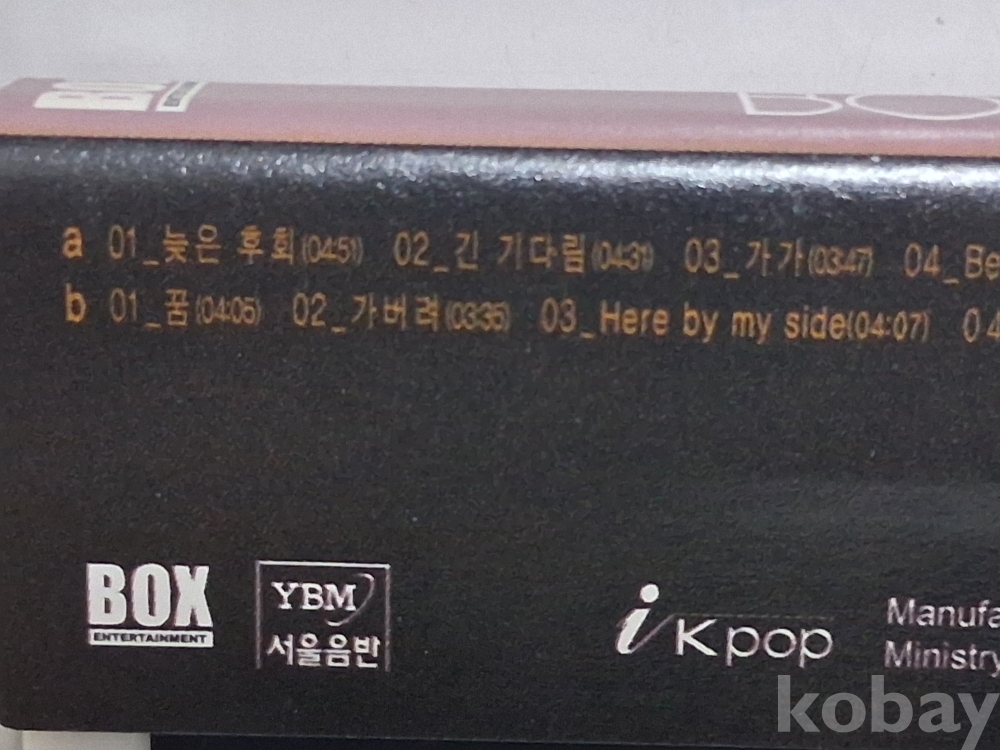 a 01_늦은 후회(04:51) 02_긴 기다림(04:31) 03_가가(03:47) 04_Be
b 01_꿈(04:05) 02_가버려(03:35) 03_Here by my side(04:07) 04
BOX
ENTERTAINMENT
YBM
서울음반
iKpop
Manufa
Ministry
kobay